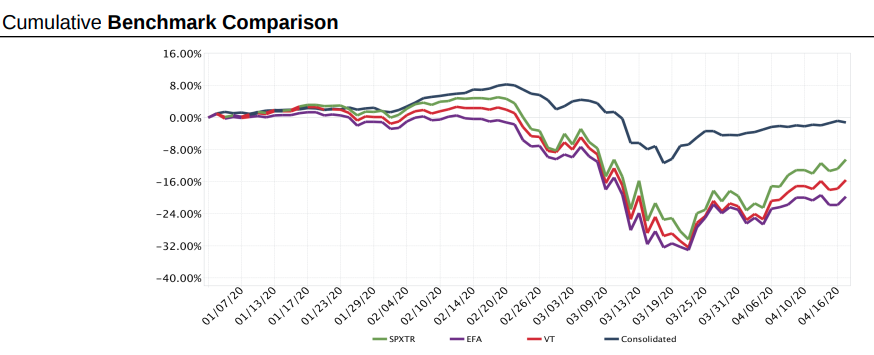 Cumulative Benchmark Comparison
16.00%
8.00%
0.00%
−8.00%
−16.00%
−24.00%
−32.00%
−40.00%
01/07/20 01/13/20 01/17/20 01/23/20 01/29/20 02/04/20 02/10/20 02/14/20 02/20/20 02/26/20 03/03/20 03/09/20 03/13/20 03/19/20 03/25/20 03/31/20 04/06/20 04/10/20 04/16/20
SPXTR EFA VT Consolidated